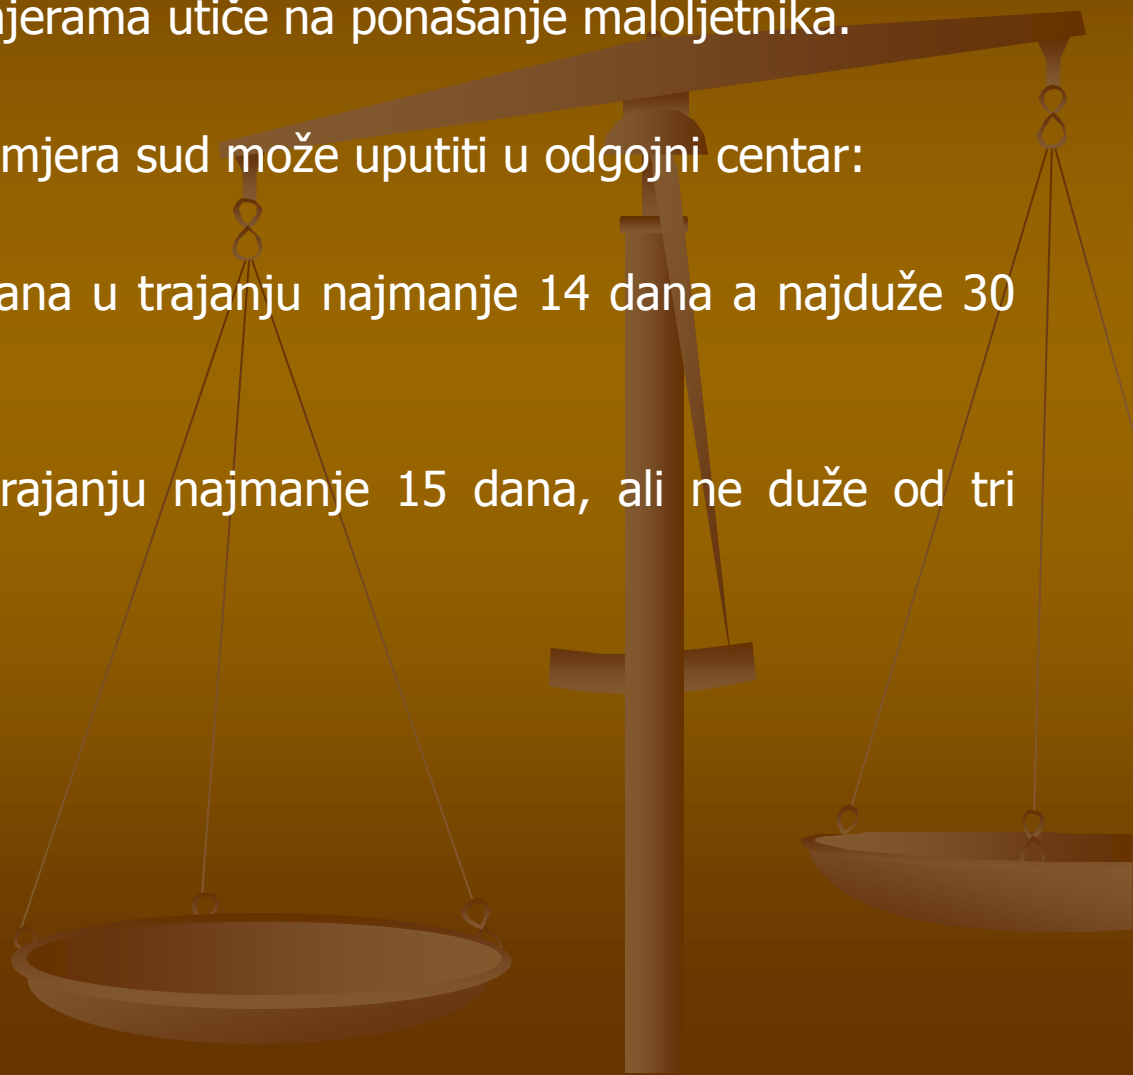 mjerama utiče na ponašanje maloljetnika.
mjera sud može uputiti u odgojni centar:
ana u trajanju najmanje 14 dana a najduže 30
rajanju najmanje 15 dana, ali ne duže od tri